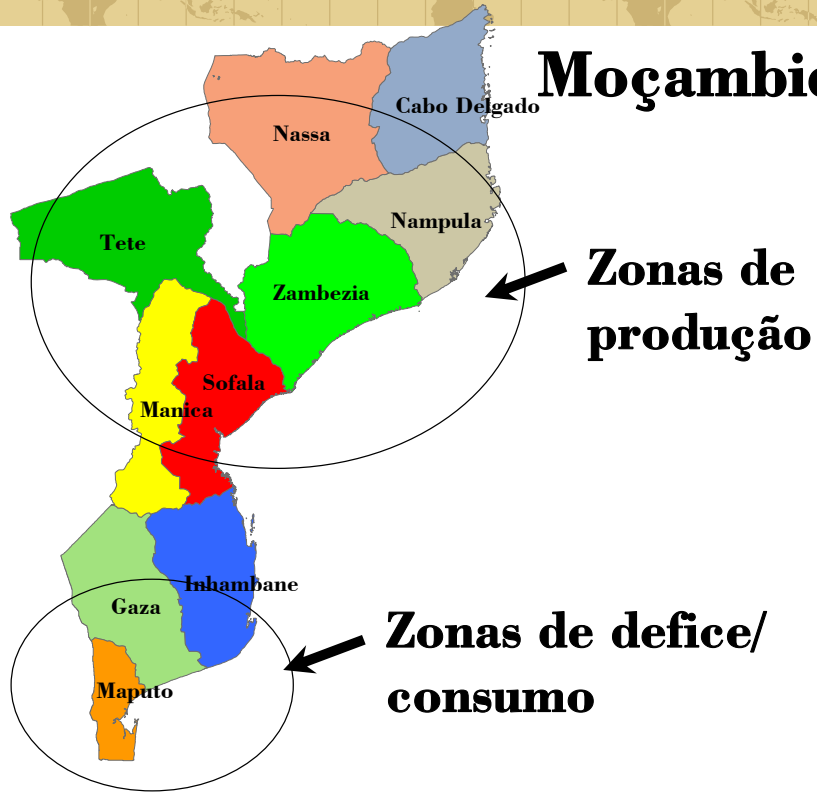 Moçambi
Cabo Delgado
Nassa
Nampula
Tete
Zonas de
produção
Zambezia
Sofala
Manica
Inhambane
Gaza
Zonas de defice/
consumo
Maputo